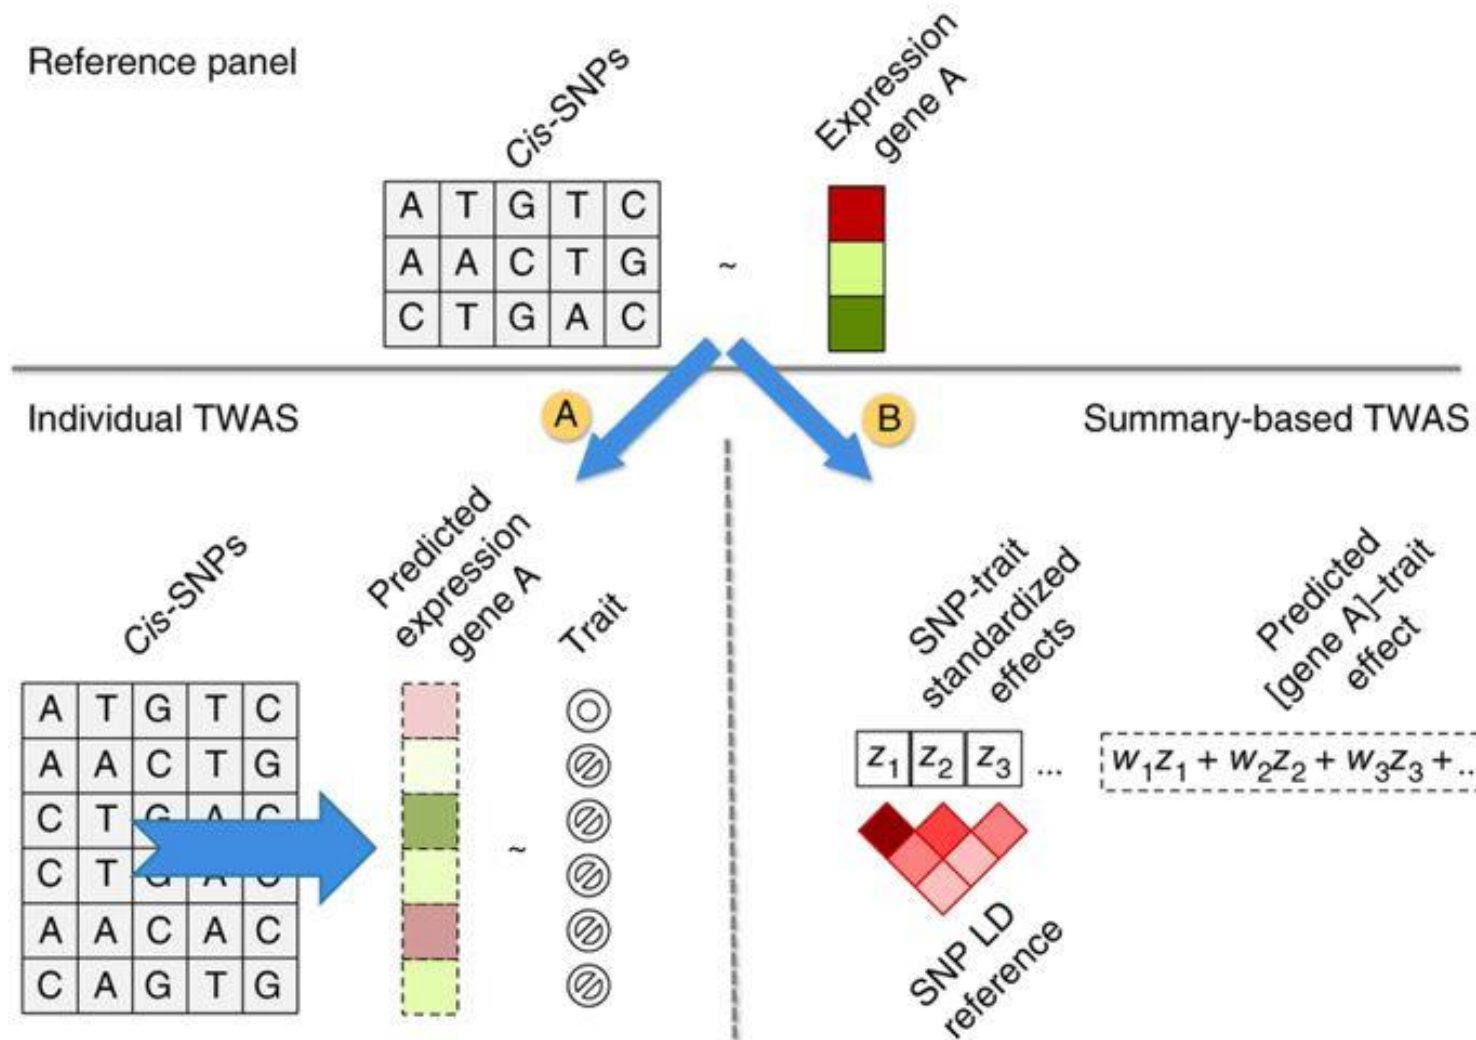 Reference panel
Cis-SNPs
Expression
gene A
A T G T C
A A C T G
C T G A C
~
Individual TWAS
A
B
Summary-based TWAS
Cis-SNPs
Predicted
expression
gene A
Trait
A T G T C
A A C T G
C T G A C
C T G A C
A A C A C
C A G T G
~
SNP-trait
standardized
effects
Predicted
[gene A]–trait
effect
z1 z2 z3 ...
w1z1 + w2z2 + w3z3 + ...
SNP LD
reference